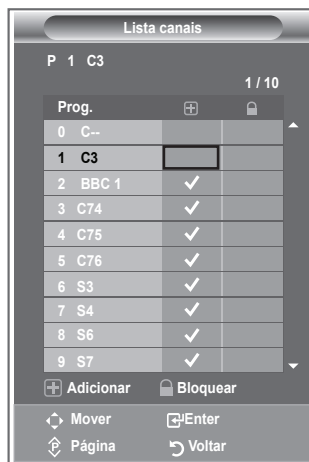 Lista canais
P 1 C3
1 / 10
Prog.
0 C--
1 C3
2 BBC 1
3 C74
4 C75
5 C76
6 S3
7 S4
8 S6
9 S7
Adicionar Bloquear
Mover Enter
P Página Voltar